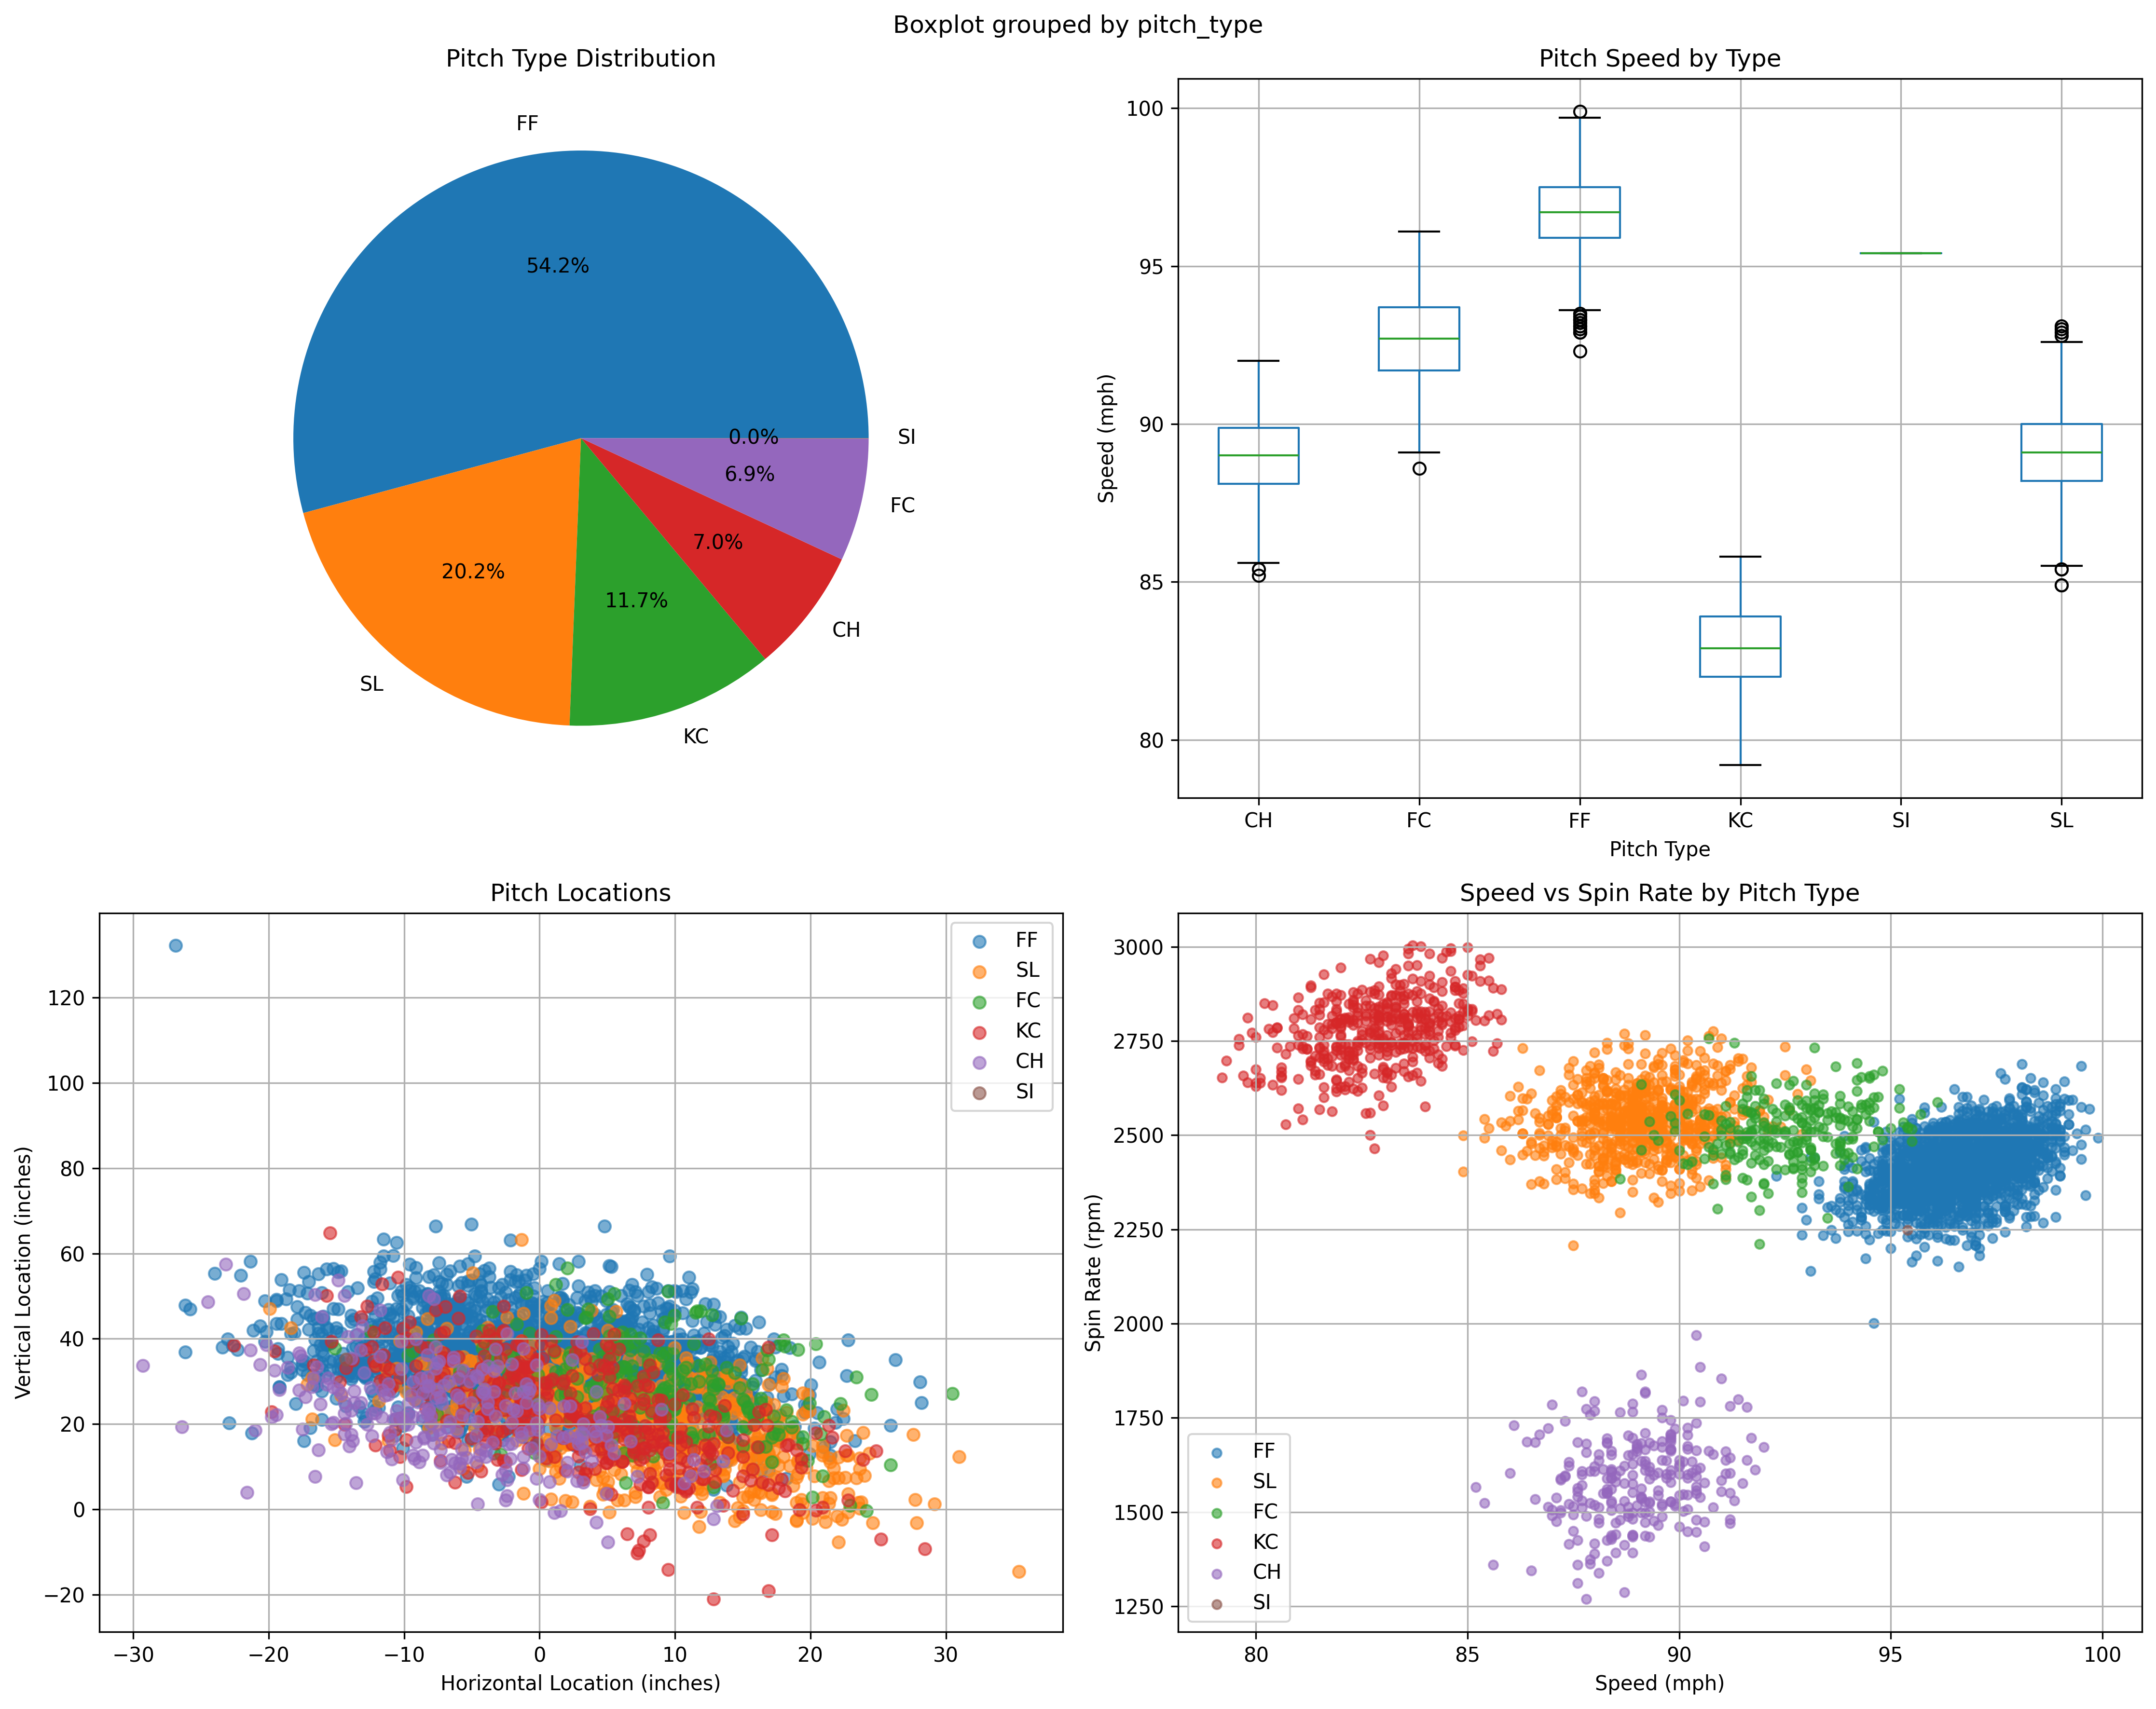 Boxplot grouped by pitch_type
Pitch Type Distribution
FF
54.2%
SI
0.0%
6.9%
FC
7.0%
CH
20.2%
11.7%
SL
KC
Pitch Speed by Type
100
95
90
85
80
Speed (mph)
CH FC FF KC SI SL
Pitch Type
Pitch Locations
FF
SL
FC
KC
CH
SI
120
100
80
60
40
20
0
−20
Vertical Location (inches)
−30 −20 −10 0 10 20 30
Horizontal Location (inches)
Speed vs Spin Rate by Pitch Type
3000
2750
2500
2250
2000
1750
1500
1250
Spin Rate (rpm)
FF
SL
FC
KC
CH
SI
80 85 90 95 100
Speed (mph)